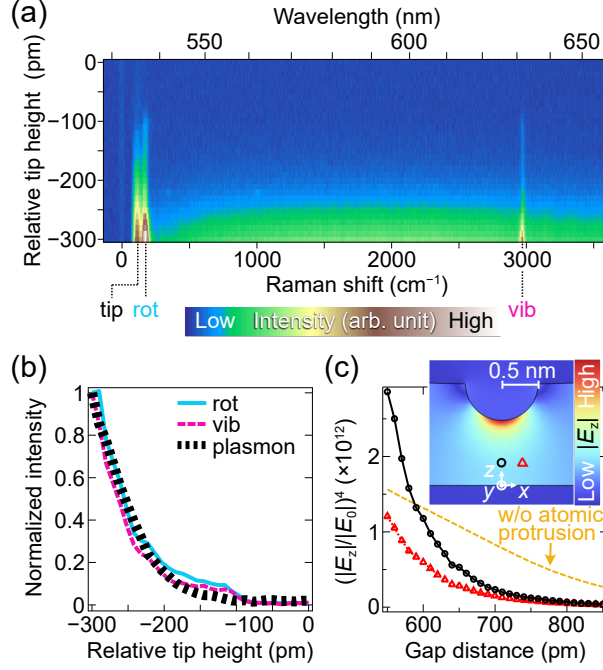 (a)
Wavelength (nm)
550 600 650
Relative tip height (pm)
0
−100
−200
−300
0 1000 2000 3000
Raman shift (cm⁻¹)
tip rot vib
Low Intensity (arb. unit) High
(b)
Normalized intensity
1
0.8
0.6
0.4
0.2
0
rot
vib
plasmon
−300 −200 −100 0
Relative tip height (pm)
(c)
(|E_z|/|E_0|)⁴ (×10¹²)
2
1
0
0.5 nm
z
y x
Low |E_z| High
w/o atomic
protrusion
600 700 800
Gap distance (pm)